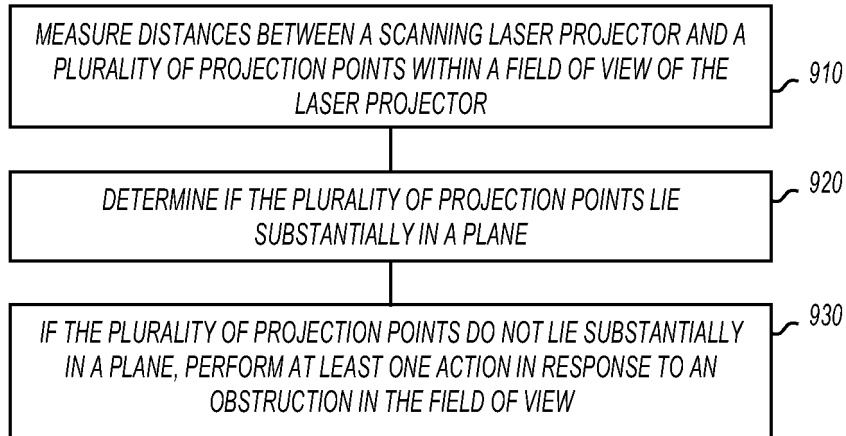 MEASURE DISTANCES BETWEEN A SCANNING LASER PROJECTOR AND A
PLURALITY OF PROJECTION POINTS WITHIN A FIELD OF VIEW OF THE
LASER PROJECTOR
910
DETERMINE IF THE PLURALITY OF PROJECTION POINTS LIE
SUBSTANTIALLY IN A PLANE
920
IF THE PLURALITY OF PROJECTION POINTS DO NOT LIE SUBSTANTIALLY
IN A PLANE, PERFORM AT LEAST ONE ACTION IN RESPONSE TO AN
OBSTRUCTION IN THE FIELD OF VIEW
930